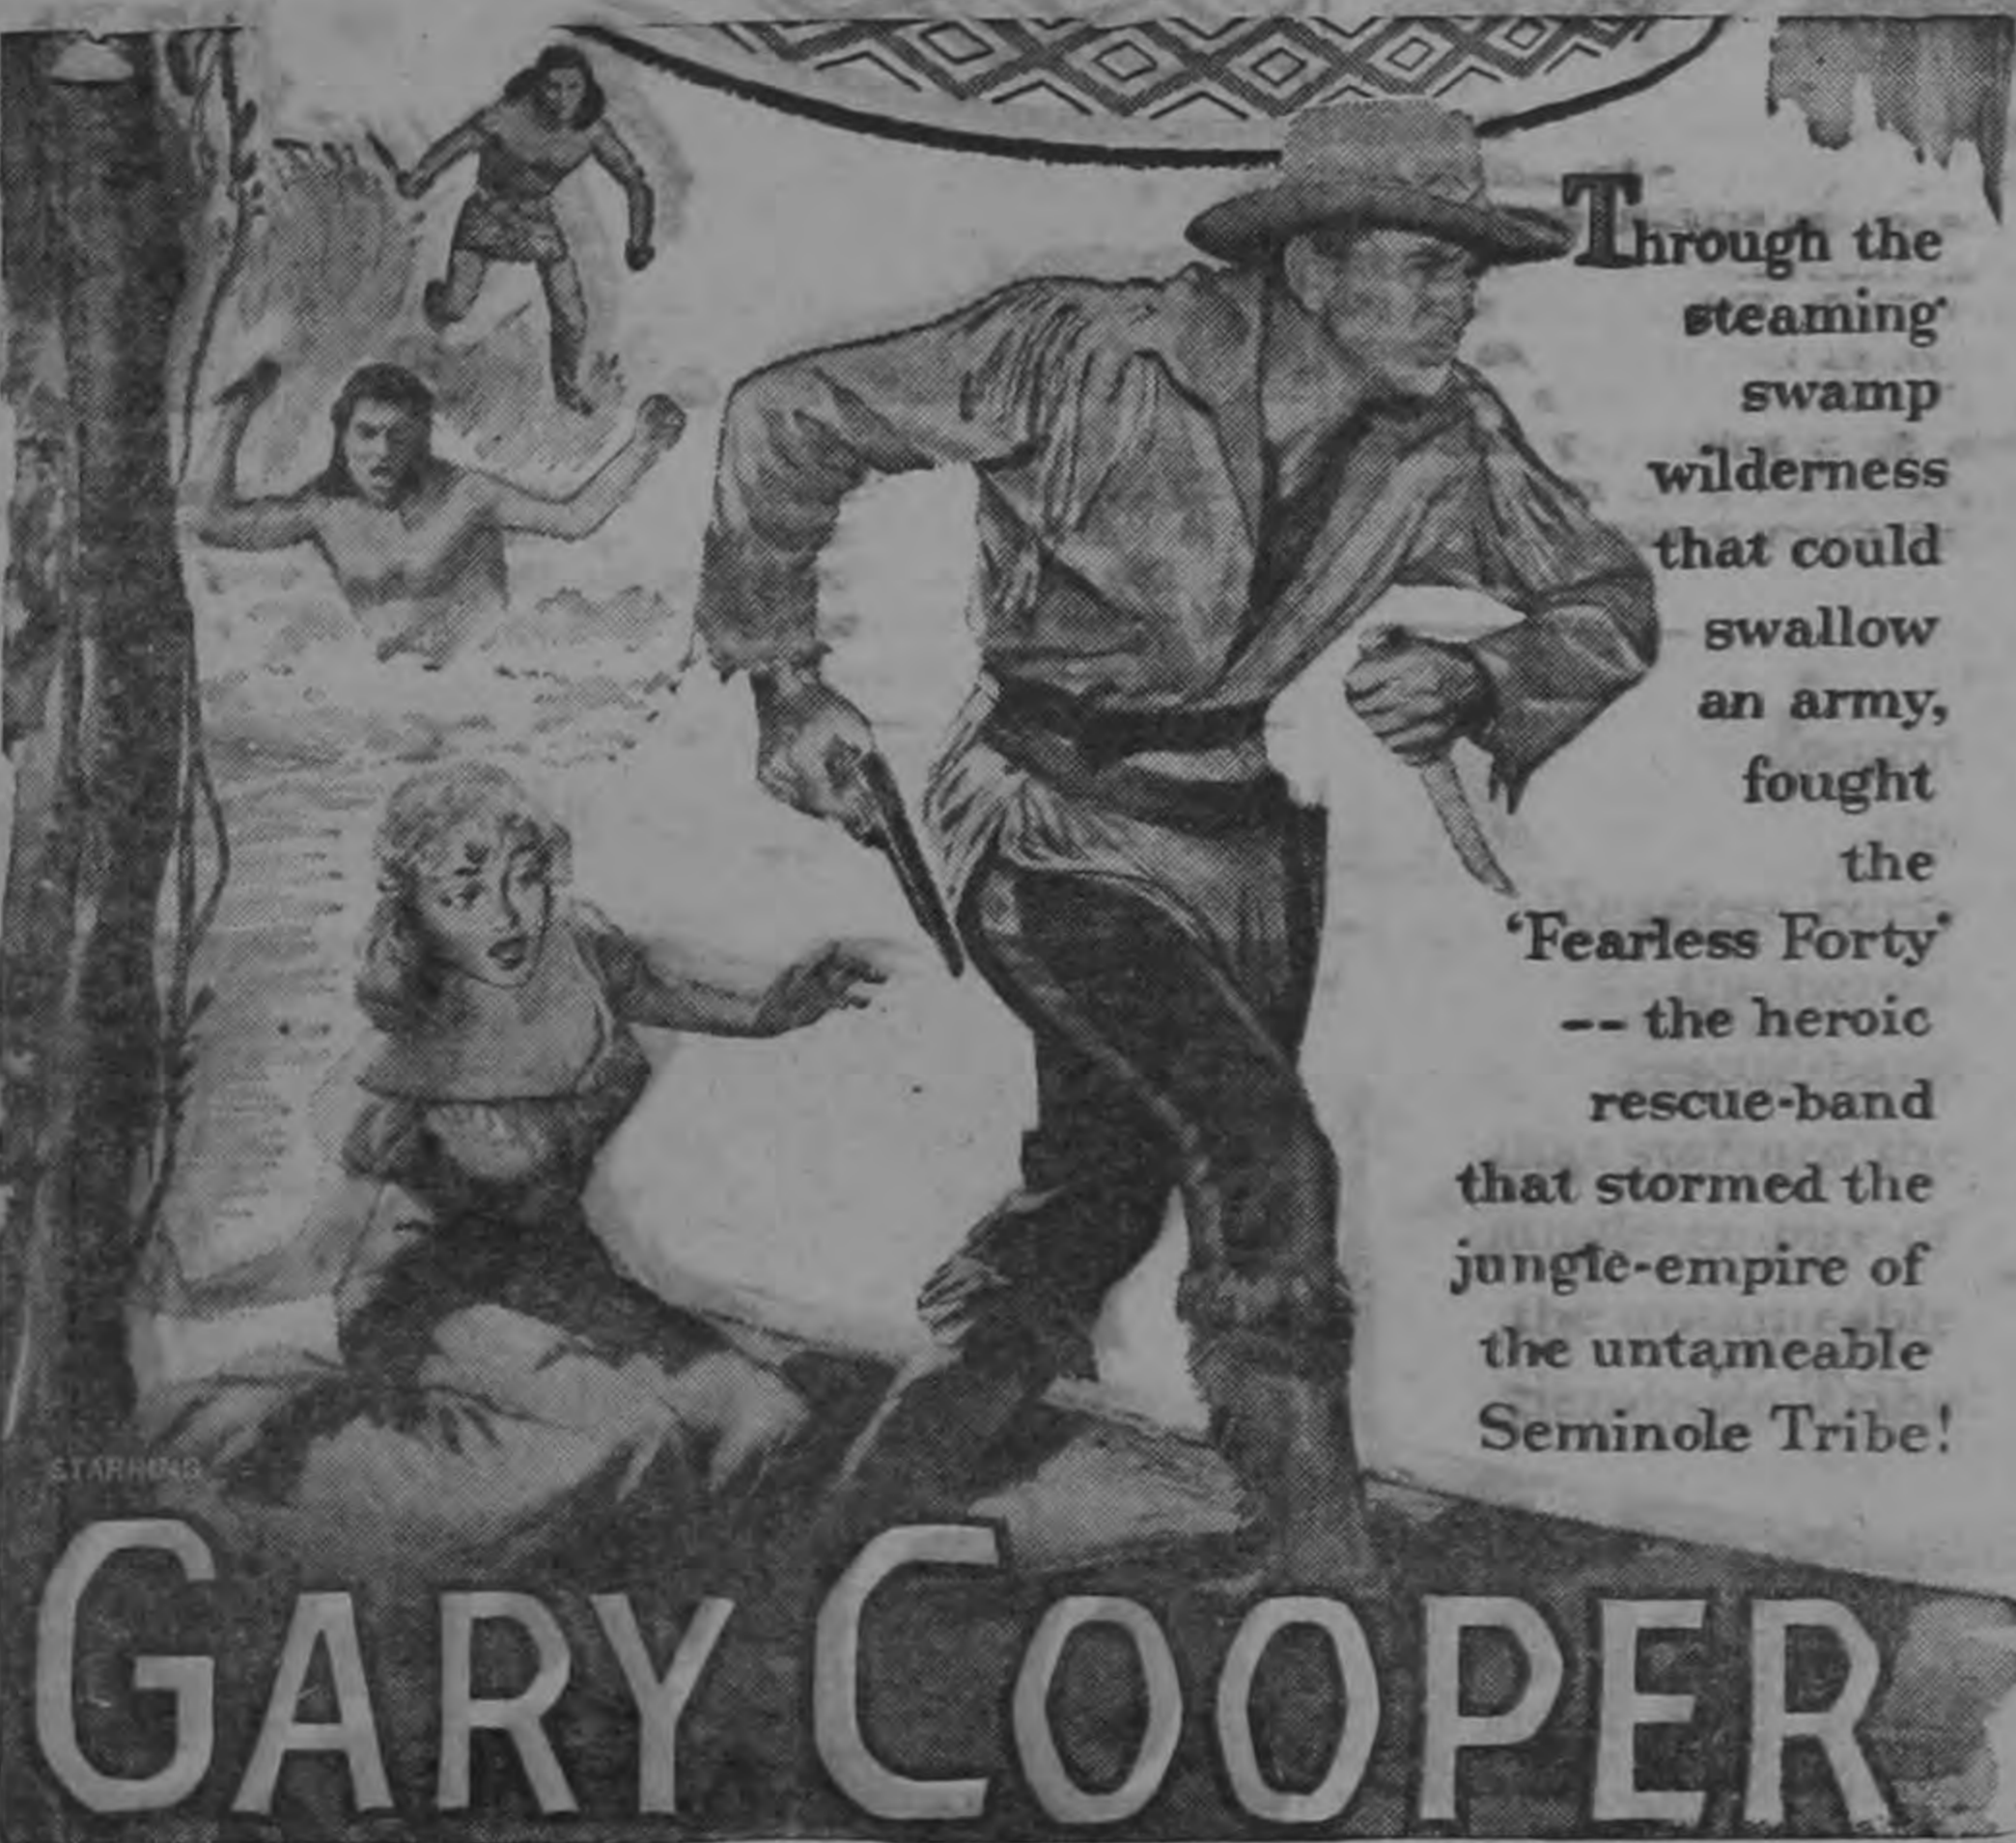 Through the
steaming
swamp
wilderness
that could
swallow
an army,
fought
the
'Fearless Forty'
-- the heroic
rescue-band
that stormed the
jungle-empire of
the untameable
Seminole Tribe!
STARRING
GARY COOPER